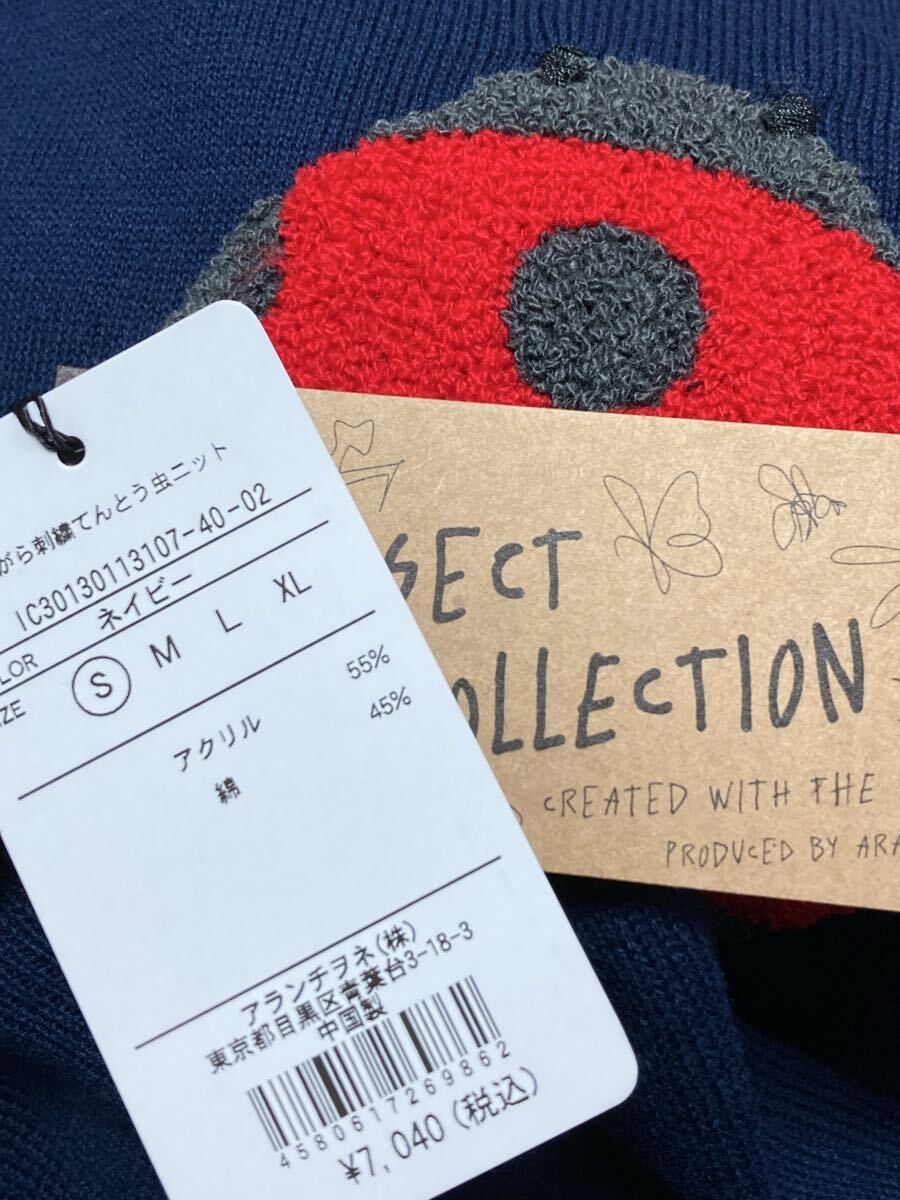 がら刺繍てんとう虫ニット
IC30130113107-40-02
LOR ネイビー
ZE S M L XL
アクリル 55%
綿 45%
アランチヲネ(株)
東京都目黒区青葉台3-18-3
中国製
4580617269862
¥7,040(税込)
SECT
OLLECTION
CREATED WITH THE
PRODUCED BY ARA